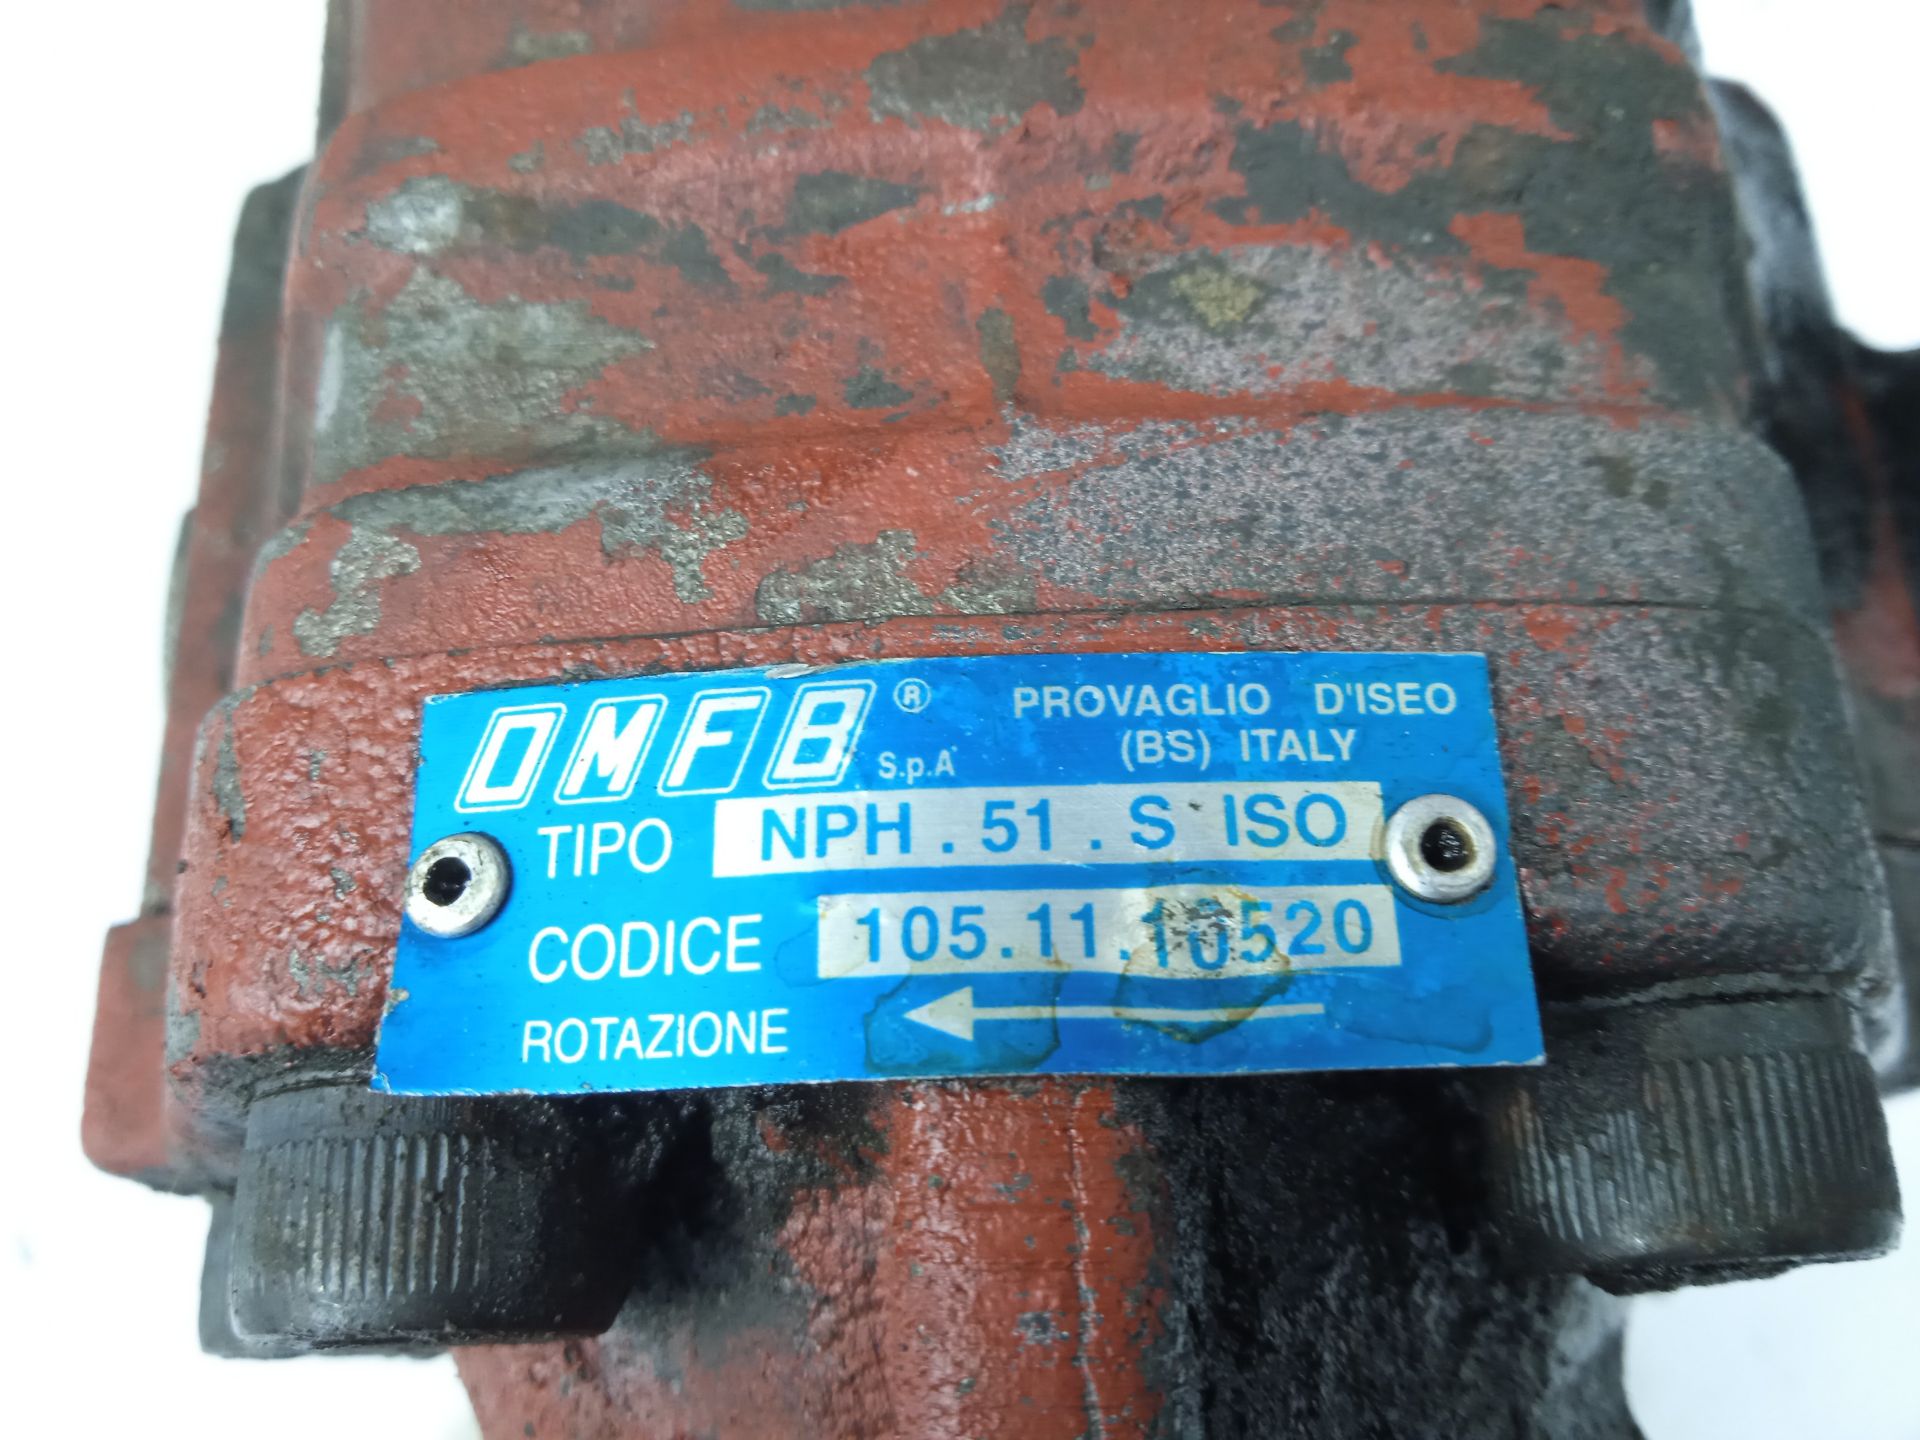 OMFB® S.p.A PROVAGLIO D'ISEO
(BS) ITALY
TIPO NPH.51.S ISO
CODICE 105.11.10520
ROTAZIONE